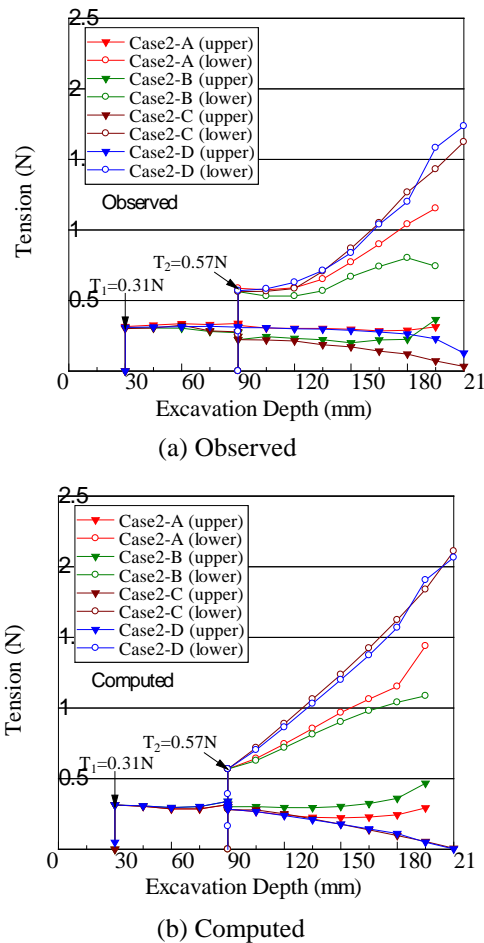 2.5
2
1.5
1
0.5
Tension (N)
Case2-A (upper)
Case2-A (lower)
Case2-B (upper)
Case2-B (lower)
Case2-C (upper)
Case2-C (lower)
Case2-D (upper)
Case2-D (lower)
Observed
T2=0.57N
T1=0.31N
0 30 60 90 120 150 180 21
Excavation Depth (mm)
(a) Observed
2.5
2
1.5
1
0.5
Tension (N)
Case2-A (upper)
Case2-A (lower)
Case2-B (upper)
Case2-B (lower)
Case2-C (upper)
Case2-C (lower)
Case2-D (upper)
Case2-D (lower)
Computed
T2=0.57N
T1=0.31N
0 30 60 90 120 150 180 21
Excavation Depth (mm)
(b) Computed